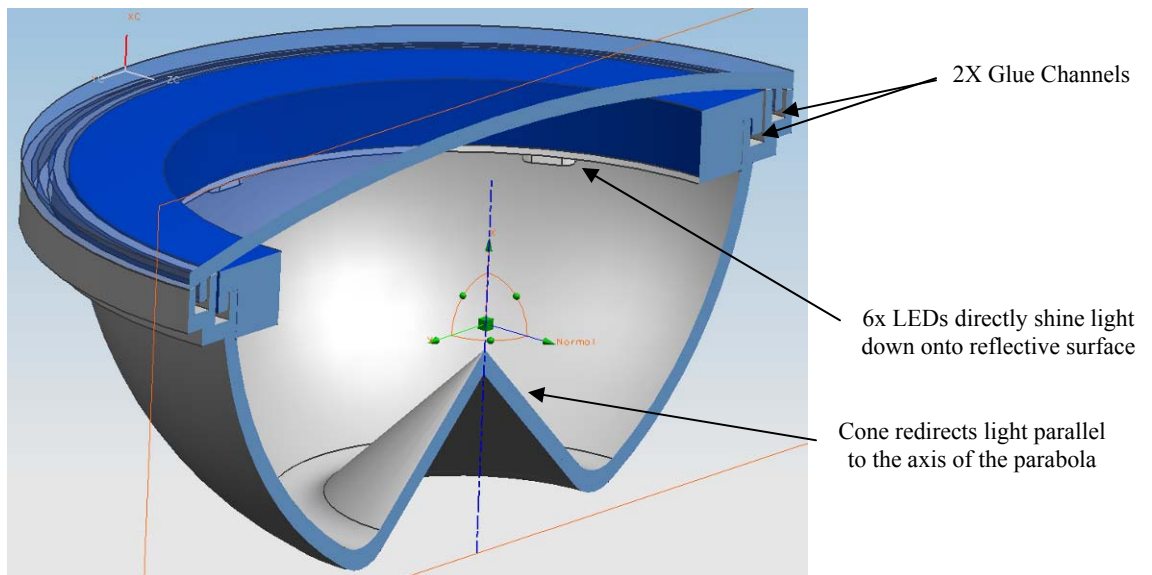 XC
YC
ZC
2X Glue Channels
X
Y
Normal
6x LEDs directly shine light
down onto reflective surface
Cone redirects light parallel
to the axis of the parabola